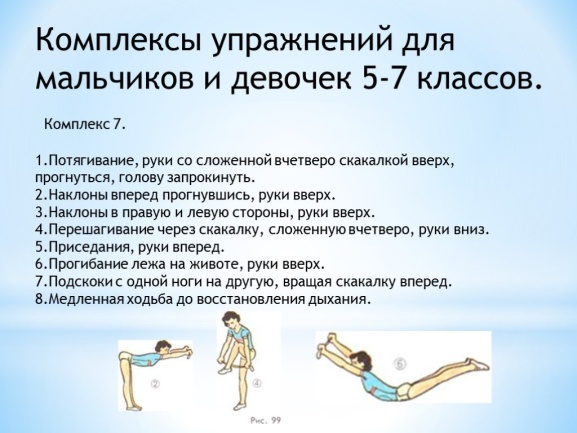 Комплексы упражнений для
мальчиков и девочек 5-7 классов.
Комплекс 7.
1.Потягивание, руки со сложенной вчетверо скакалкой вверх,
прогнуться, голову запрокинуть.
2.Наклоны вперед прогнувшись, руки вверх.
3.Наклоны в правую и левую стороны, руки вверх.
4.Перешагивание через скакалку, сложенную вчетверо, руки вниз.
5.Приседания, руки вперед.
6.Прогибание лежа на животе, руки вверх.
7.Подскоки с одной ноги на другую, вращая скакалку вперед.
8.Медленная ходьба до восстановления дыхания.
② ④ ⑥
Рис. 99